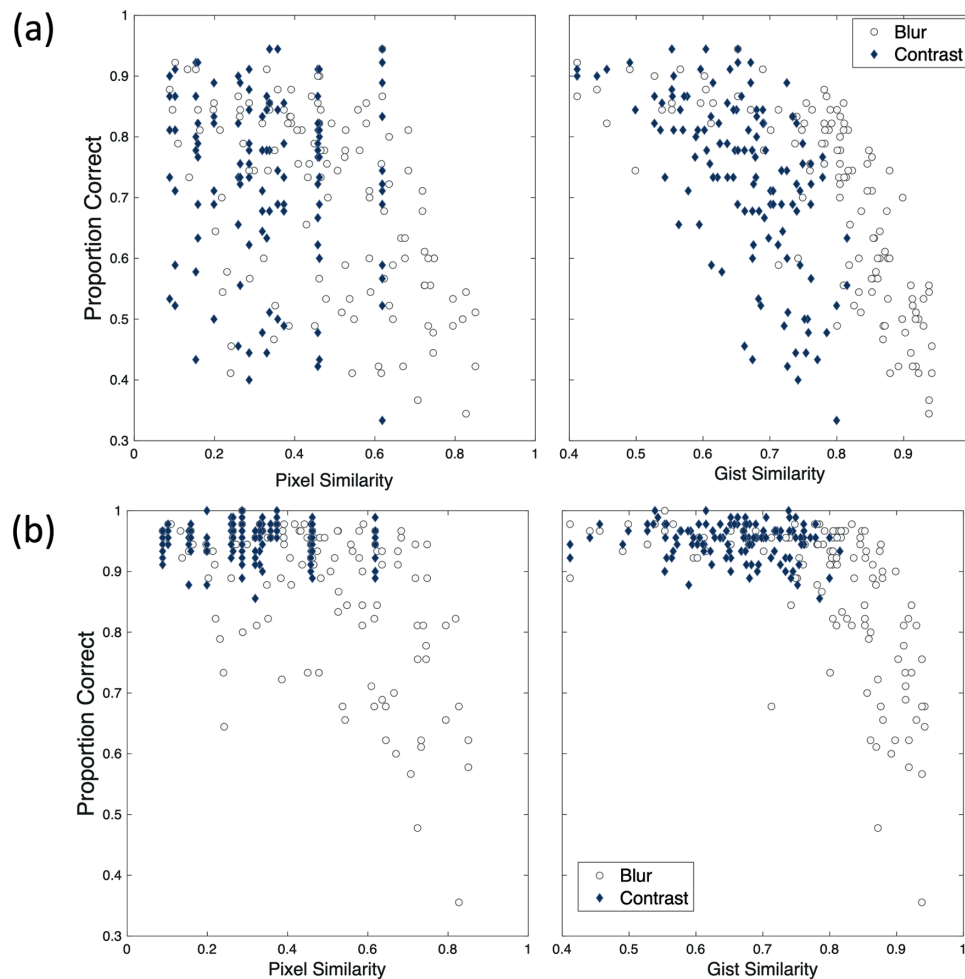 (a)
1
0.9
0.8
0.7
0.6
0.5
0.4
0.3
Proportion Correct
0 0.2 0.4 0.6 0.8 1
Pixel Similarity
Blur
Contrast
0.4 0.5 0.6 0.7 0.8 0.9
Gist Similarity
(b)
1
0.9
0.8
0.7
0.6
0.5
0.4
0.3
Proportion Correct
0 0.2 0.4 0.6 0.8 1
Pixel Similarity
Blur
Contrast
0.4 0.5 0.6 0.7 0.8 0.9 1
Gist Similarity